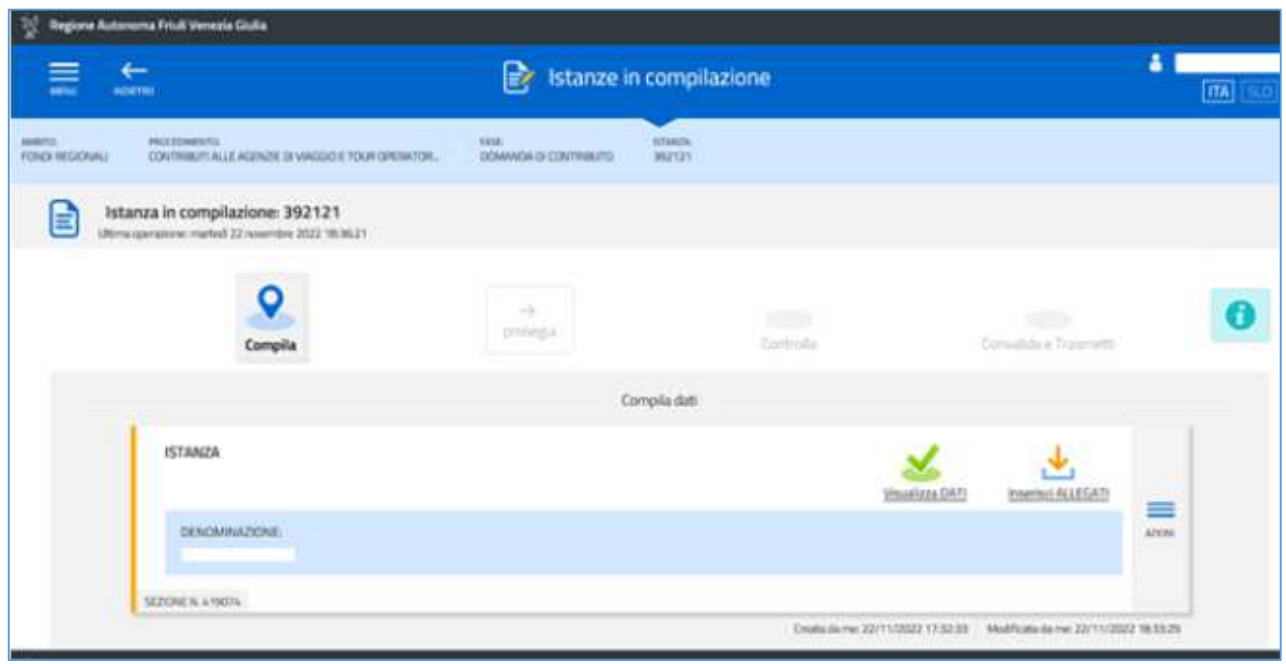 Regione Autonoma Friuli Venezia Giulia
MENU
INDIETRO
Istanze in compilazione
ITA SLO
AMBITO: PROCEDIMENTO: FASE: ISTANZA:
FONDI REGIONALI CONTRIBUTI ALLE AGENZIE DI VIAGGIO E TOUR OPERATOR... DOMANDA DI CONTRIBUTO 392121
Istanza in compilazione: 392121
Ultima operazione: martedì 22 novembre 2022 18:36:21
Compila
prosegui
Controlla
Convalida e Trasmetti
Compila dati
ISTANZA
Visualizza DATI
Inserisci ALLEGATI
DENOMINAZIONE:
AZIONI
SEZIONE N. 419074
Creata da me: 22/11/2022 17:52:33 Modificata da me: 22/11/2022 18:33:29